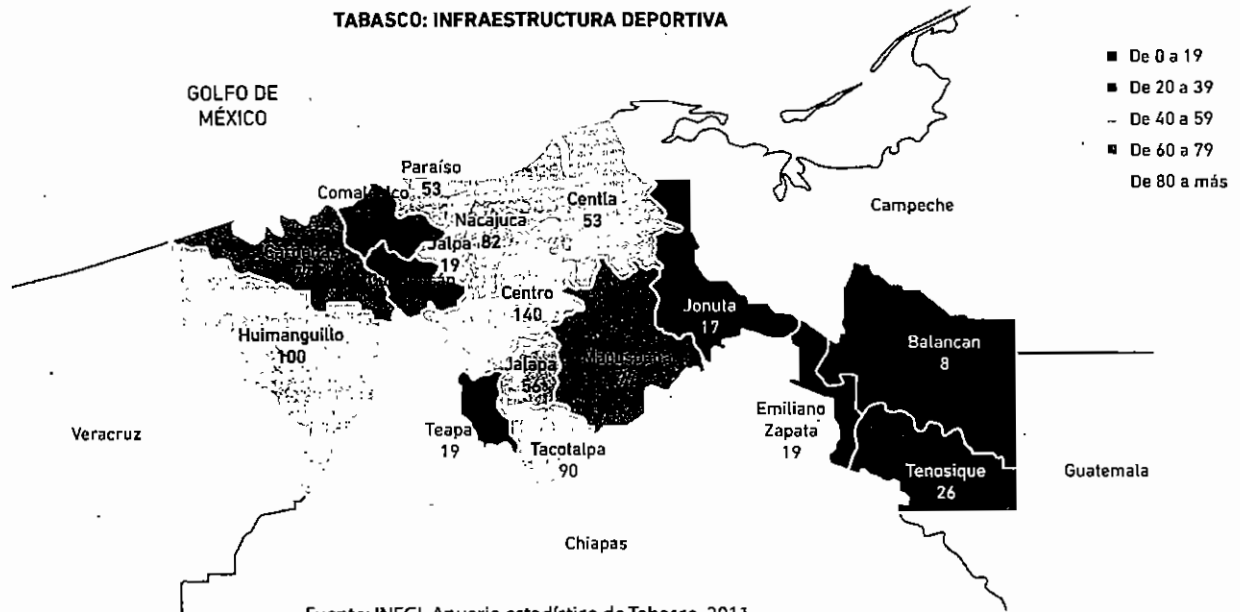 TABASCO: INFRAESTRUCTURA DEPORTIVA
De 0 a 19
De 20 a 39
De 40 a 59
De 60 a 79
De 80 a más
GOLFO DE
MÉXICO
Paraíso
53
Centla
53
Campeche
Nacajuca
82
Jalpa
19
Centro
140
Jonuta
17
Huimanguillo
100
Balancan
8
Jalapa
56
Emiliano
Zapata
19
Veracruz
Teapa
19
Tacotalpa
90
Tenosique
26
Guatemala
Chiapas
Fuente: INEGI. Anuario estadístico de Tabasco, 2011